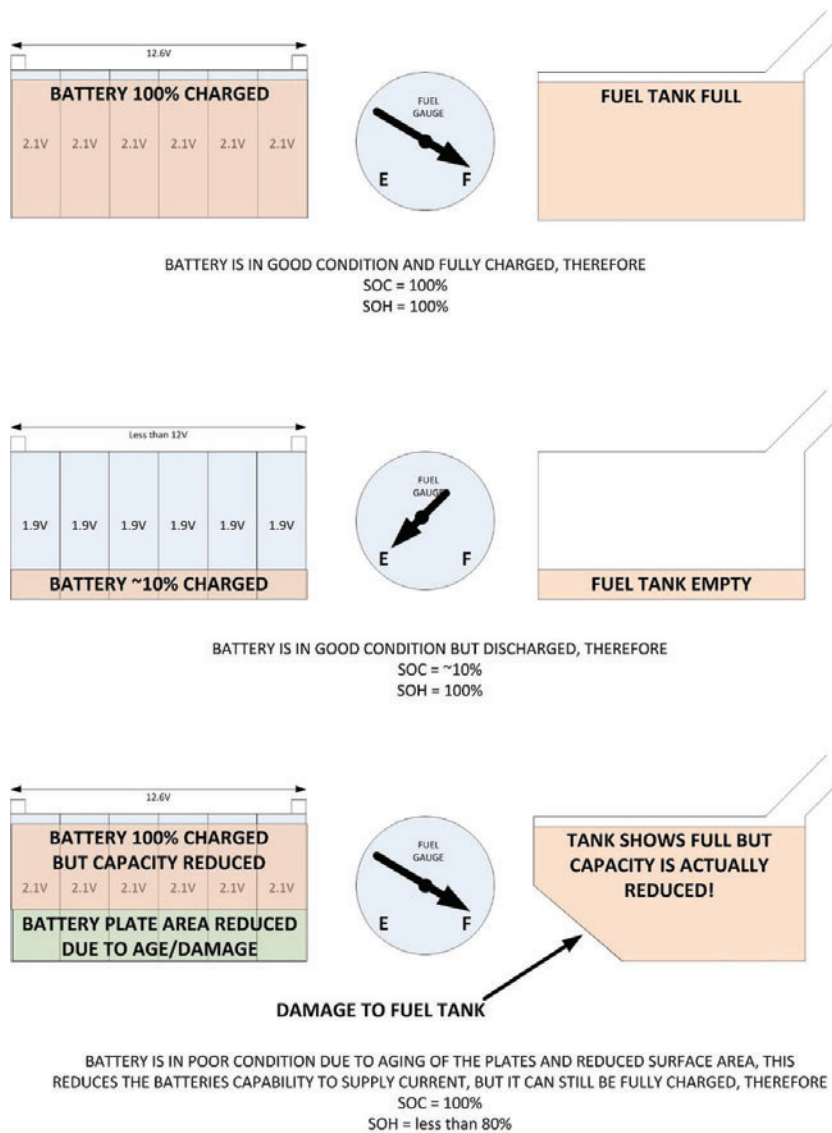 12.6V
BATTERY 100% CHARGED
2.1V 2.1V 2.1V 2.1V 2.1V 2.1V
FUEL
GAUGE
E F
FUEL TANK FULL
BATTERY IS IN GOOD CONDITION AND FULLY CHARGED, THEREFORE
SOC = 100%
SOH = 100%
Less than 12V
1.9V 1.9V 1.9V 1.9V 1.9V 1.9V
BATTERY ~10% CHARGED
FUEL
GAUGE
E F
FUEL TANK EMPTY
BATTERY IS IN GOOD CONDITION BUT DISCHARGED, THEREFORE
SOC = ~10%
SOH = 100%
12.6V
BATTERY 100% CHARGED
BUT CAPACITY REDUCED
2.1V 2.1V 2.1V 2.1V 2.1V 2.1V
BATTERY PLATE AREA REDUCED
DUE TO AGE/DAMAGE
FUEL
GAUGE
E F
TANK SHOWS FULL BUT
CAPACITY IS ACTUALLY
REDUCED!
DAMAGE TO FUEL TANK
BATTERY IS IN POOR CONDITION DUE TO AGING OF THE PLATES AND REDUCED SURFACE AREA, THIS
REDUCES THE BATTERIES CAPABILITY TO SUPPLY CURRENT, BUT IT CAN STILL BE FULLY CHARGED, THEREFORE
SOC = 100%
SOH = less than 80%